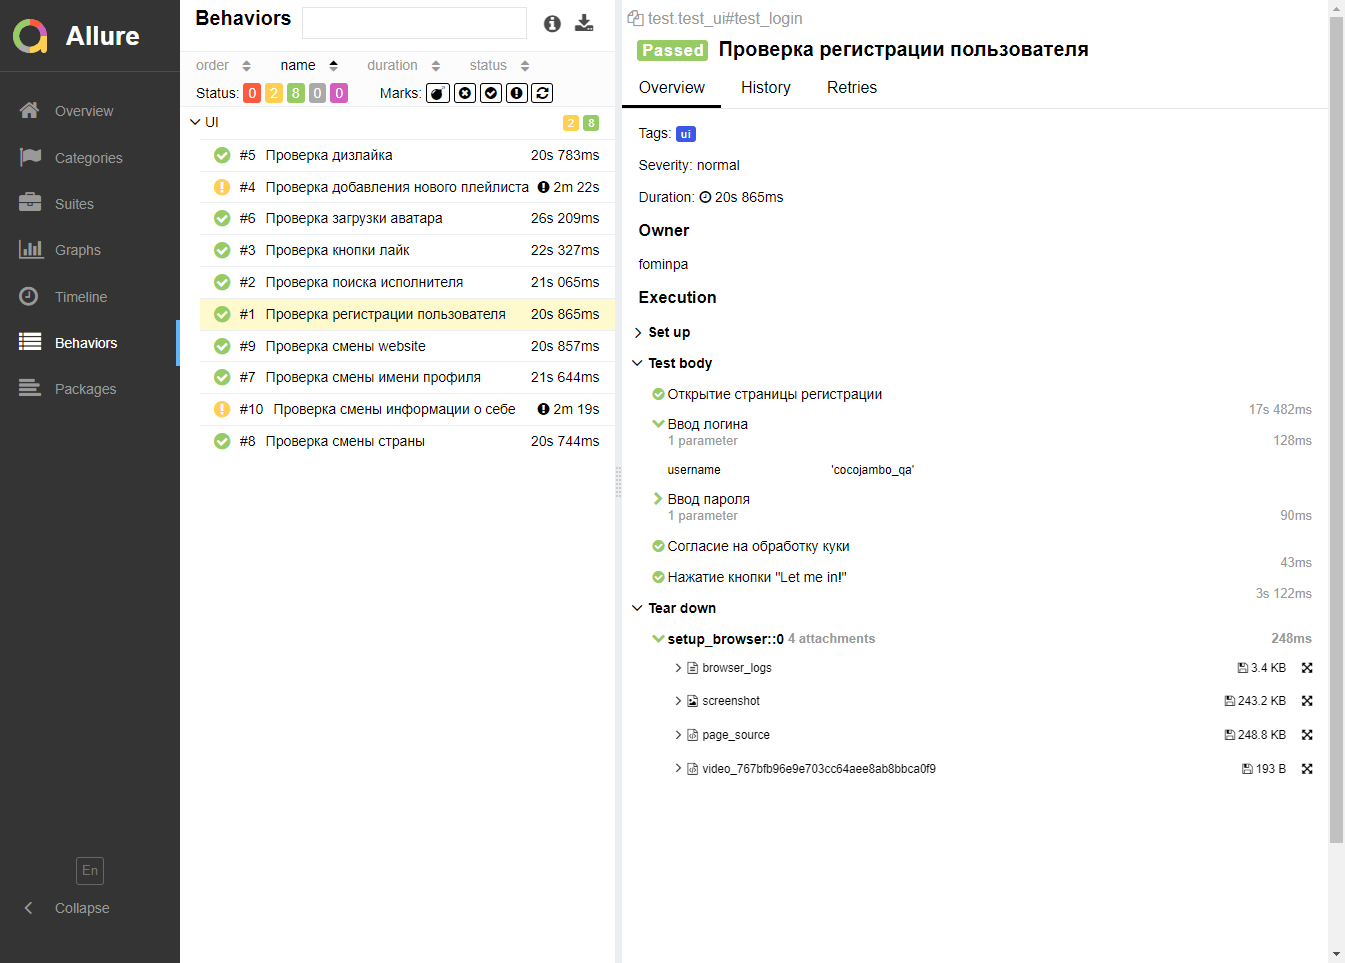 Allure
Overview
Categories
Suites
Graphs
Timeline
Behaviors
Packages
En
Collapse
Behaviors
order name duration status
Status: 0 2 8 0 0 Marks:
UI 2 8
#5 Проверка дизлайка 20s 783ms
#4 Проверка добавления нового плейлиста 2m 22s
#6 Проверка загрузки аватара 26s 209ms
#3 Проверка кнопки лайк 22s 327ms
#2 Проверка поиска исполнителя 21s 065ms
#1 Проверка регистрации пользователя 20s 865ms
#9 Проверка смены website 20s 857ms
#7 Проверка смены имени профиля 21s 644ms
#10 Проверка смены информации о себе 2m 19s
#8 Проверка смены страны 20s 744ms
test.test_ui#test_login
Passed Проверка регистрации пользователя
Overview History Retries
Tags: ui
Severity: normal
Duration: 20s 865ms
Owner
fominpa
Execution
Set up
Test body
Открытие страницы регистрации
17s 482ms
Ввод логина
1 parameter 128ms
username 'cocojambo_qa'
Ввод пароля
1 parameter 90ms
Согласие на обработку куки
43ms
Нажатие кнопки "Let me in!"
3s 122ms
Tear down
setup_browser::0 4 attachments 248ms
browser_logs 3.4 KB
screenshot 243.2 KB
page_source 248.8 KB
video_767bfb96e9e703cc64aee8ab8bbca0f9 193 B